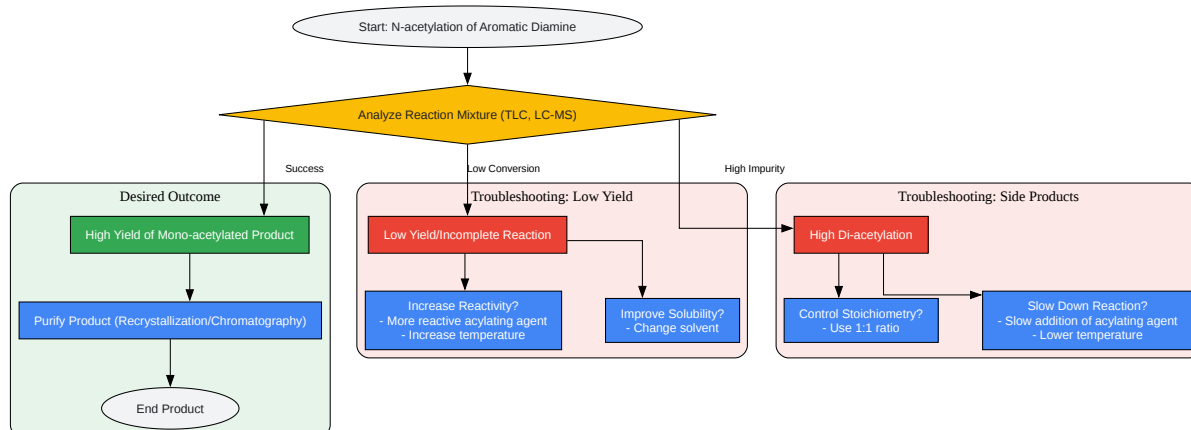 Start: N-acetylation of Aromatic Diamine
Analyze Reaction Mixture (TLC, LC-MS)
Success
Low Conversion
High Impurity
Desired Outcome
High Yield of Mono-acetylated Product
Purify Product (Recrystallization/Chromatography)
End Product
Troubleshooting: Low Yield
Low Yield/Incomplete Reaction
Increase Reactivity?
- More reactive acylating agent
- Increase temperature
Improve Solubility?
- Change solvent
Troubleshooting: Side Products
High Di-acetylation
Control Stoichiometry?
- Use 1:1 ratio
Slow Down Reaction?
- Slow addition of acylating agent
- Lower temperature